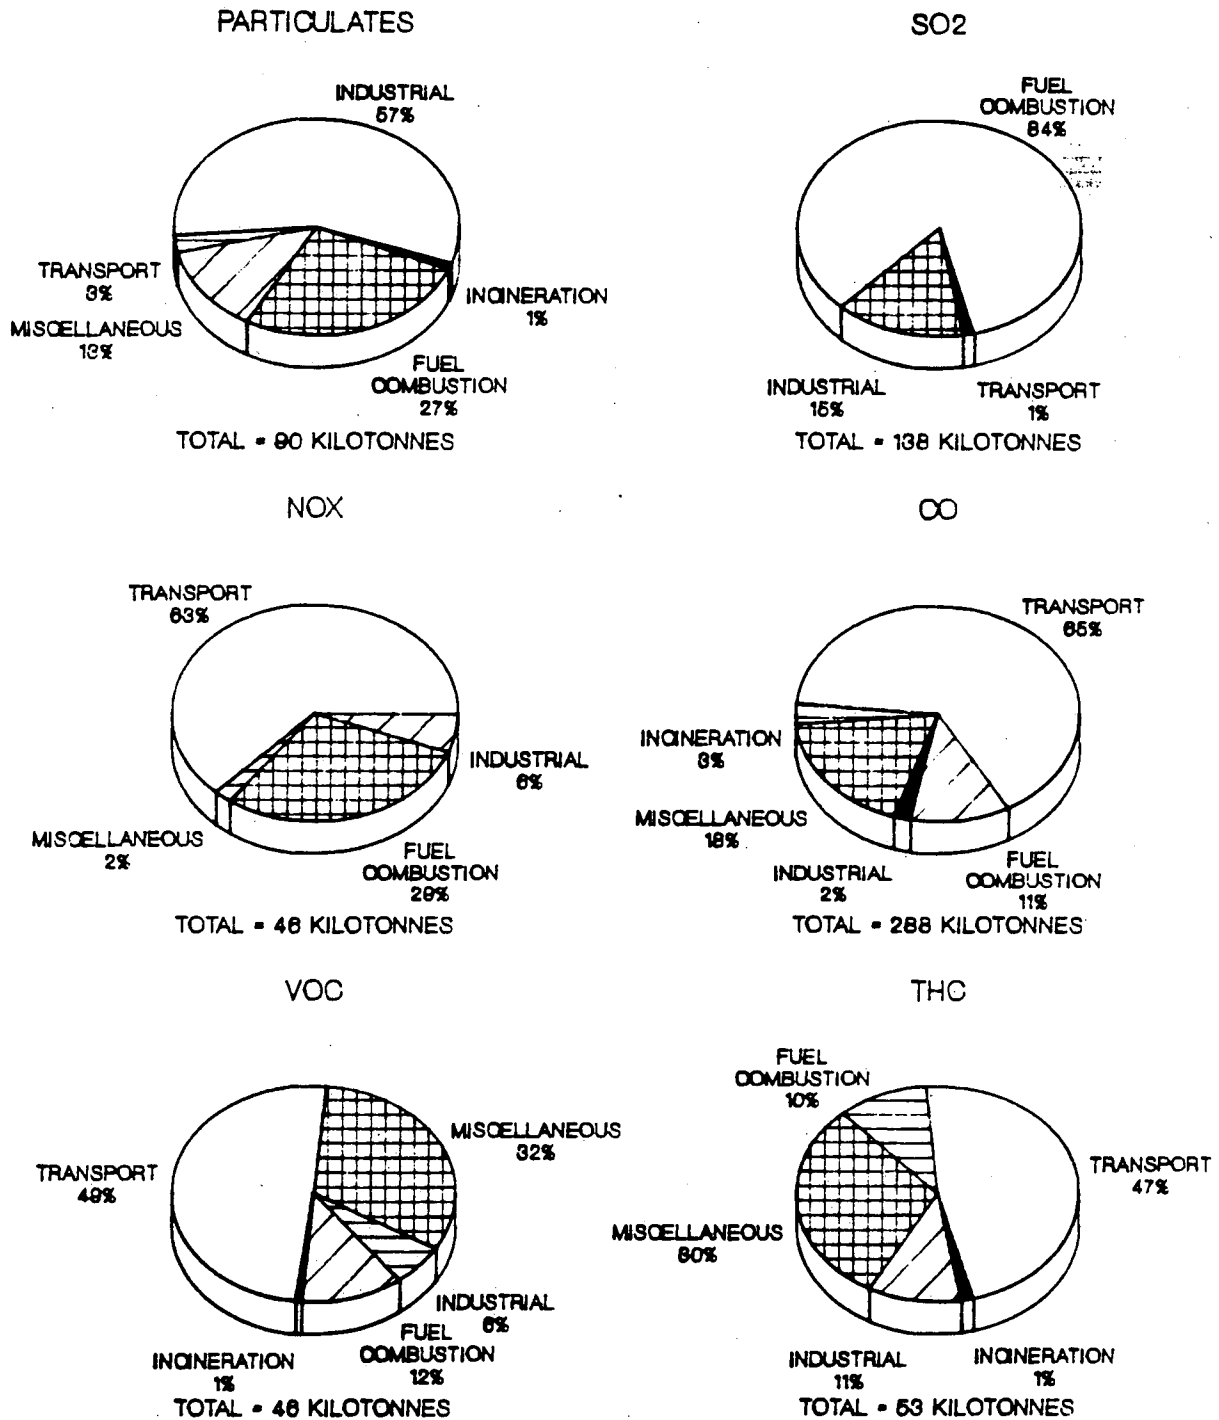 PARTICULATES
INDUSTRIAL
57%
TRANSPORT
3%
MISCELLANEOUS
13%
INCINERATION
1%
FUEL
COMBUSTION
27%
TOTAL = 90 KILOTONNES
SO2
FUEL
COMBUSTION
84%
INDUSTRIAL
15%
TRANSPORT
1%
TOTAL = 138 KILOTONNES
NOX
TRANSPORT
63%
INDUSTRIAL
6%
MISCELLANEOUS
2%
FUEL
COMBUSTION
29%
TOTAL = 46 KILOTONNES
CO
TRANSPORT
65%
INCINERATION
3%
MISCELLANEOUS
18%
INDUSTRIAL
2%
FUEL
COMBUSTION
11%
TOTAL = 288 KILOTONNES
VOC
MISCELLANEOUS
32%
TRANSPORT
49%
INDUSTRIAL
6%
FUEL
COMBUSTION
12%
INCINERATION
1%
TOTAL = 46 KILOTONNES
THC
FUEL
COMBUSTION
10%
TRANSPORT
47%
MISCELLANEOUS
30%
INDUSTRIAL
11%
INCINERATION
1%
TOTAL = 53 KILOTONNES